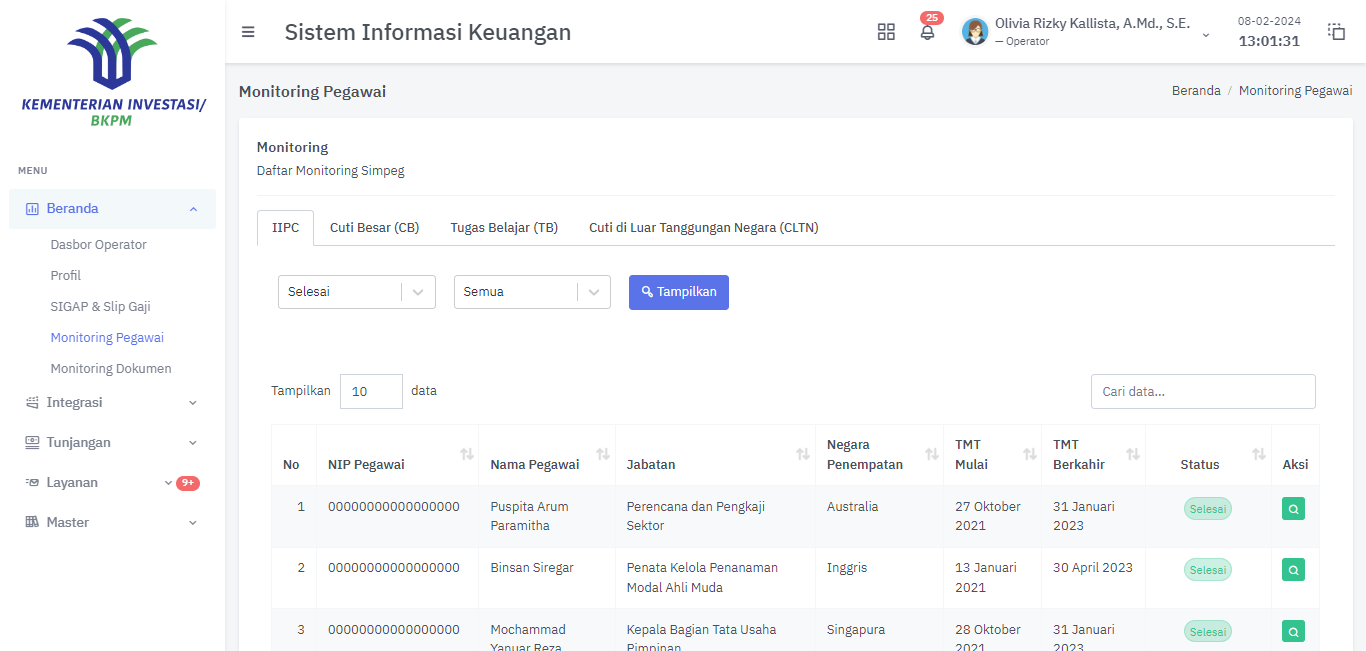 KEMENTERIAN INVESTASI/
BKPM
MENU
Beranda
Dasbor Operator
Profil
SIGAP & Slip Gaji
Monitoring Pegawai
Monitoring Dokumen
Integrasi
Tunjangan
Layanan 9+
Master
Sistem Informasi Keuangan
25
Olivia Rizky Kallista, A.Md., S.E.
— Operator
08-02-2024
13:01:31
Monitoring Pegawai
Beranda / Monitoring Pegawai
Monitoring
Daftar Monitoring Simpeg
IIPC Cuti Besar (CB) Tugas Belajar (TB) Cuti di Luar Tanggungan Negara (CLTN)
Selesai Semua Tampilkan
Tampilkan 10 data Cari data...
No NIP Pegawai Nama Pegawai Jabatan Negara Penempatan TMT Mulai TMT Berkahir Status Aksi
1 000000000000000000 Puspita Arum Paramitha Perencana dan Pengkaji Sektor Australia 27 Oktober 2021 31 Januari 2023 Selesai
2 000000000000000000 Binsan Siregar Penata Kelola Penanaman Modal Ahli Muda Inggris 13 Januari 2021 30 April 2023 Selesai
3 000000000000000000 Mochammad Yanuar Reza Kepala Bagian Tata Usaha Pimpinan Singapura 28 Oktober 2021 31 Januari 2023 Selesai